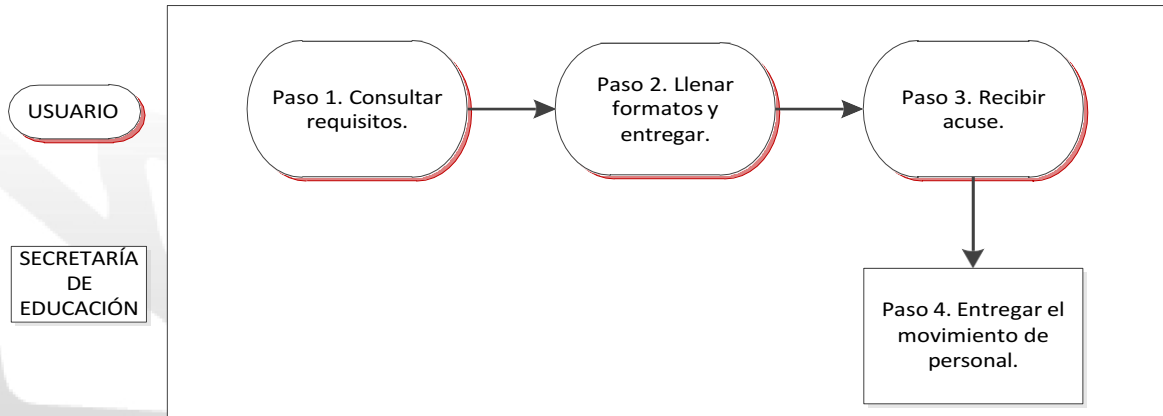 USUARIO
Paso 1. Consultar
requisitos.
Paso 2. Llenar
formatos y
entregar.
Paso 3. Recibir
acuse.
SECRETARÍA
DE
EDUCACIÓN
Paso 4. Entregar el
movimiento de
personal.